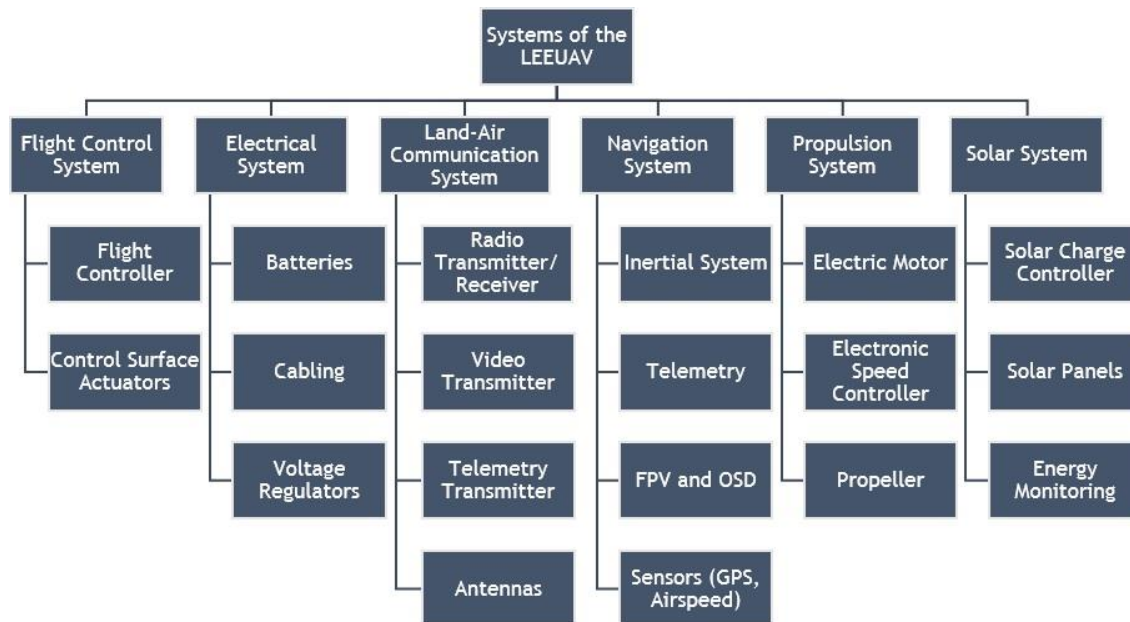 Systems of the
LEEUAV
Flight Control
System
Electrical
System
Land-Air
Communication
System
Navigation
System
Propulsion
System
Solar System
Flight
Controller
Control Surface
Actuators
Batteries
Cabling
Voltage
Regulators
Radio
Transmitter/
Receiver
Video
Transmitter
Telemetry
Transmitter
Antennas
Inertial System
Telemetry
FPV and OSD
Sensors (GPS,
Airspeed)
Electric Motor
Electronic
Speed
Controller
Propeller
Solar Charge
Controller
Solar Panels
Energy
Monitoring